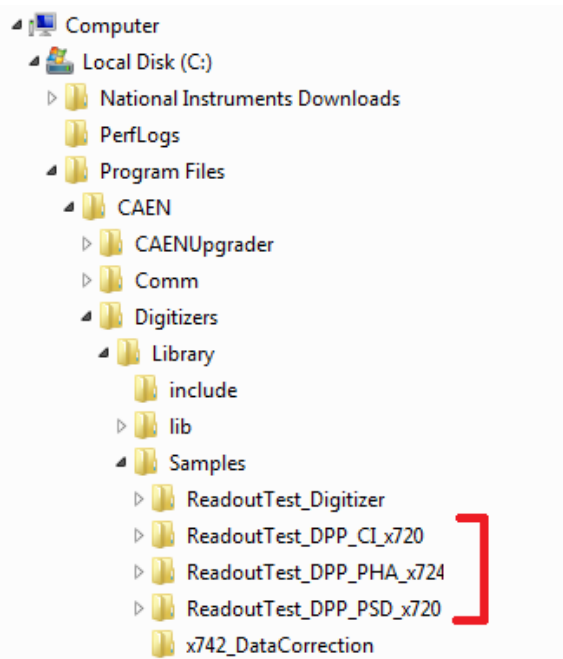 Computer
Local Disk (C:)
National Instruments Downloads
PerfLogs
Program Files
CAEN
CAENUpgrader
Comm
Digitizers
Library
include
lib
Samples
ReadoutTest_Digitizer
ReadoutTest_DPP_CI_x720
ReadoutTest_DPP_PHA_x724
ReadoutTest_DPP_PSD_x720
x742_DataCorrection